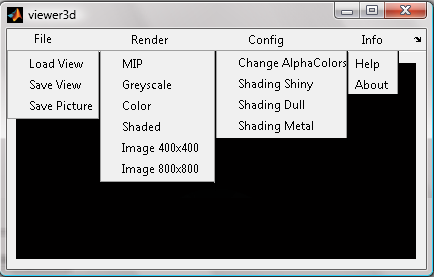 viewer3d
File Render Config Info
Load View MIP Change AlphaColors Help
Save View Greyscale Shading Shiny About
Save Picture Color Shading Dull
Shaded Shading Metal
Image 400x400
Image 800x800